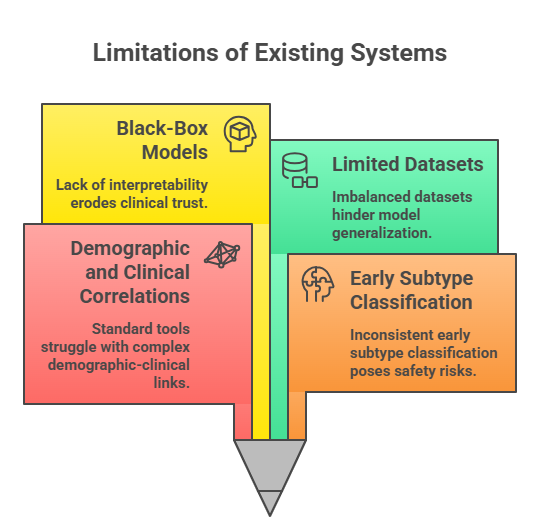 Limitations of Existing Systems
Black-Box
Models
Lack of interpretability
erodes clinical trust.
Limited Datasets
Imbalanced datasets
hinder model
generalization.
Demographic
and Clinical
Correlations
Standard tools
struggle with complex
demographic-clinical
links.
Early Subtype
Classification
Inconsistent early
subtype classification
poses safety risks.